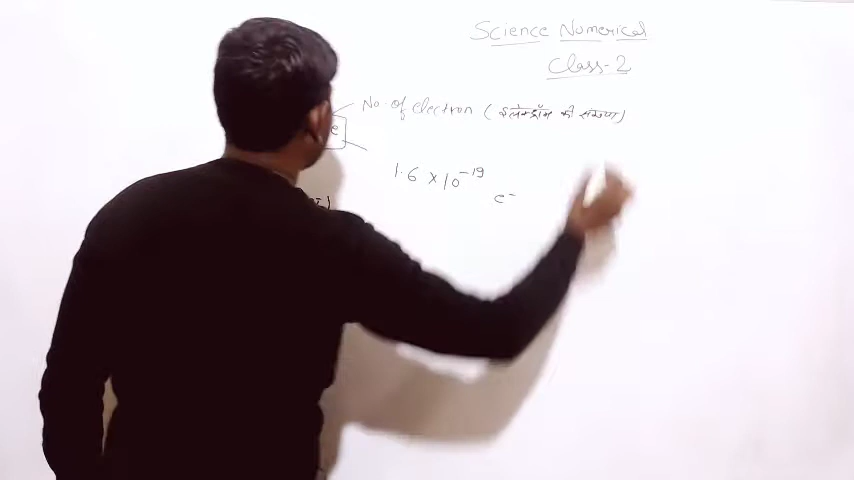 Science Numerical
Class-2
No. of electron (इलेक्ट्रॉन की संख्या)
e
1.6 × 10⁻¹⁹
e⁻